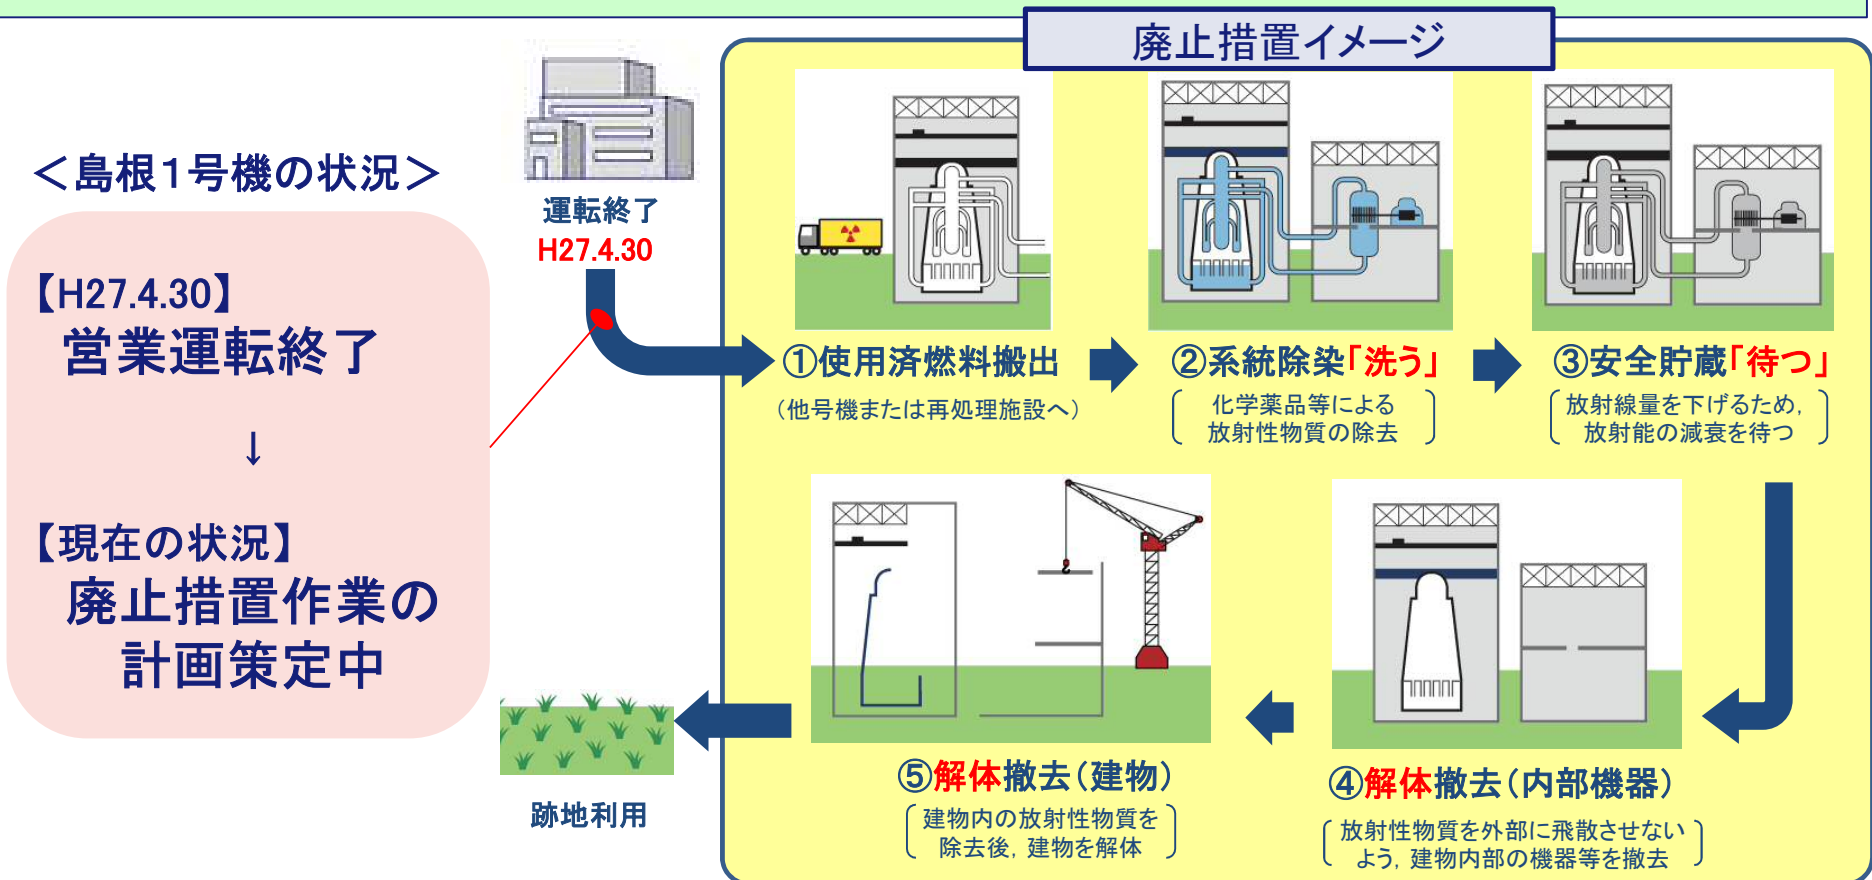 廃止措置イメージ
＜島根１号機の状況＞
【H27.4.30】
営業運転終了
↓
【現在の状況】
廃止措置作業の
計画策定中
運転終了
H27.4.30
①使用済燃料搬出
（他号機または再処理施設へ）
②系統除染「洗う」
化学薬品等による
放射性物質の除去
③安全貯蔵「待つ」
放射線量を下げるため，
放射能の減衰を待つ
④解体撤去（内部機器）
放射性物質を外部に飛散させない
よう，建物内部の機器等を撤去
⑤解体撤去（建物）
建物内の放射性物質を
除去後，建物を解体
跡地利用